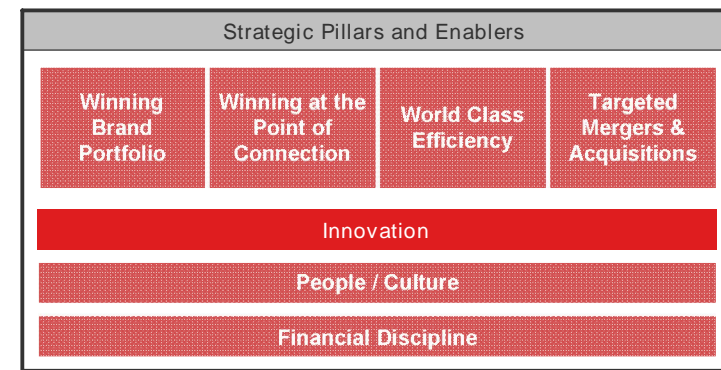 Strategic Pillars and Enablers
Winning
Brand
Portfolio
Winning at the
Point of
Connection
World Class
Efficiency
Targeted
Mergers &
Acquisitions
Innovation
People / Culture
Financial Discipline